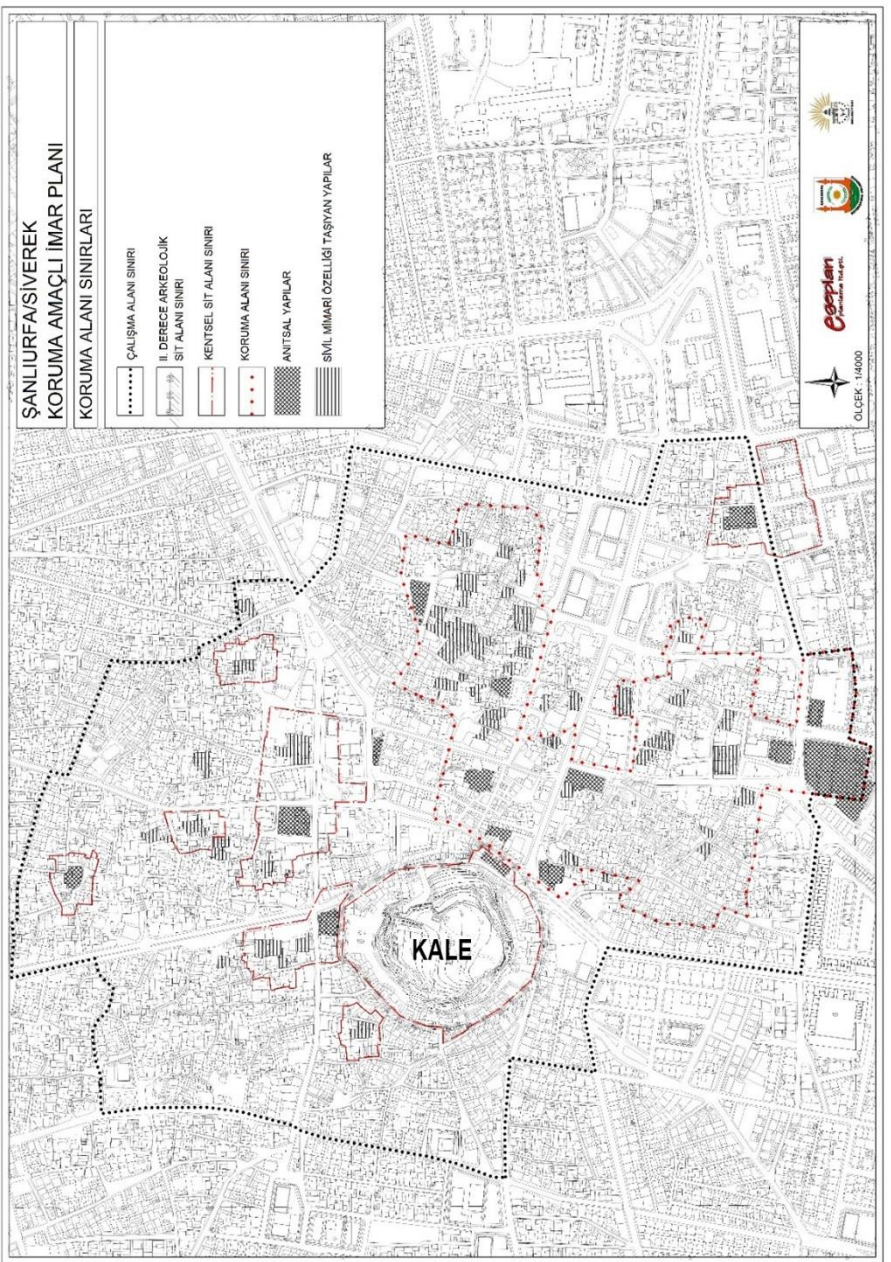 ŞANLIURFA/SİVEREK
KORUMA AMAÇLI İMAR PLANI
KORUMA ALANI SINIRLARI
ÇALIŞMA ALANI SINIRI
II. DERECE ARKEOLOJİK
SİT ALANI SINIRI
KENTSEL SİT ALANI SINIRI
KORUMA ALANI SINIRI
ANITSAL YAPILAR
SİVİL MİMARİ ÖZELLİĞİ TAŞIYAN YAPILAR
KALE
egeplan
ÖLÇEK : 1/4000